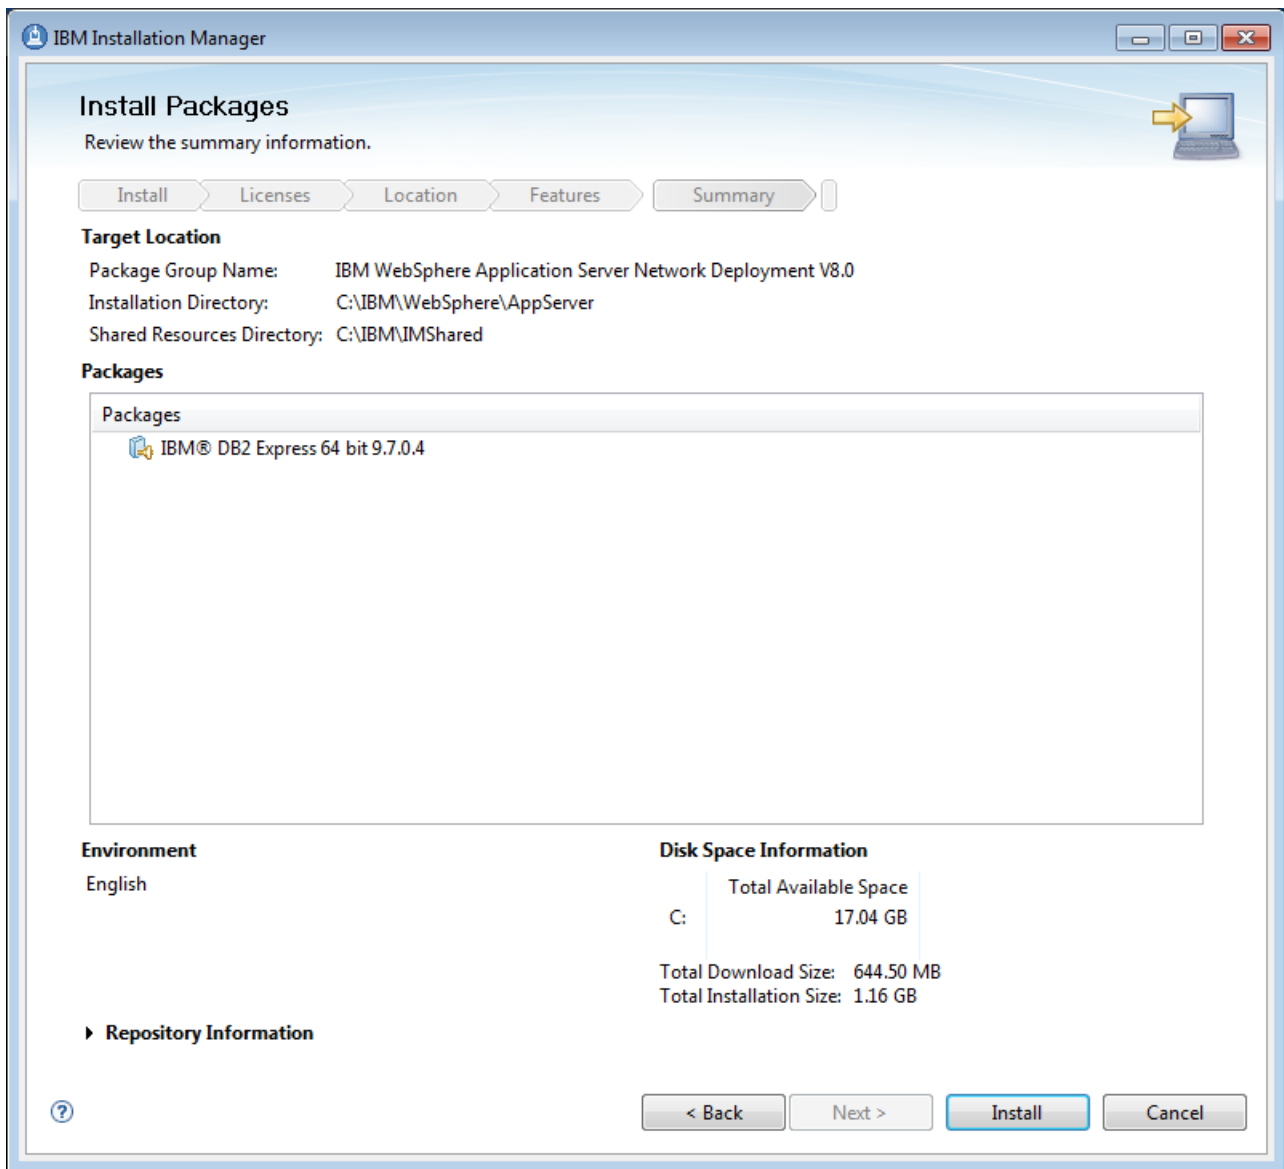 IBM Installation Manager
Install Packages
Review the summary information.
Install Licenses Location Features Summary
Target Location
Package Group Name: IBM WebSphere Application Server Network Deployment V8.0
Installation Directory: C:\IBM\WebSphere\AppServer
Shared Resources Directory: C:\IBM\IMShared
Packages
Packages
IBM® DB2 Express 64 bit 9.7.0.4
Environment
English
Disk Space Information
Total Available Space
C: 17.04 GB
Total Download Size: 644.50 MB
Total Installation Size: 1.16 GB
Repository Information
? < Back Next > Install Cancel